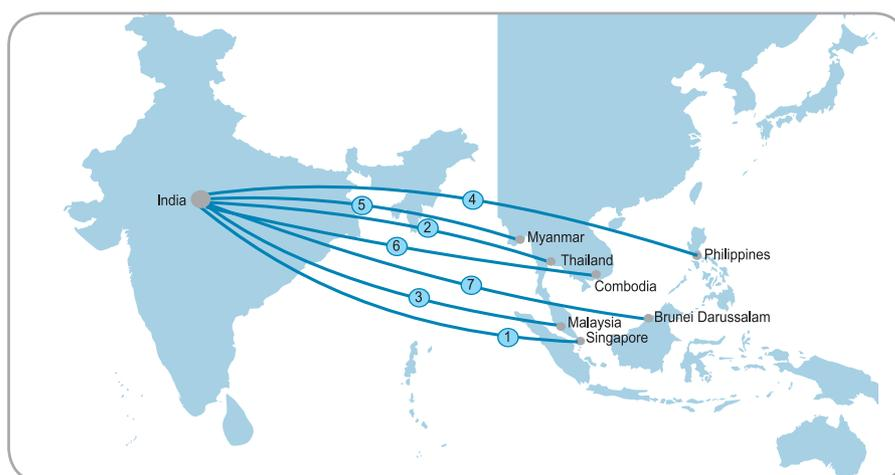 4
India
5
2
Myanmar
6
Philippines
Thailand
7
Combodia
3
Brunei Darussalam
Malaysia
1
Singapore